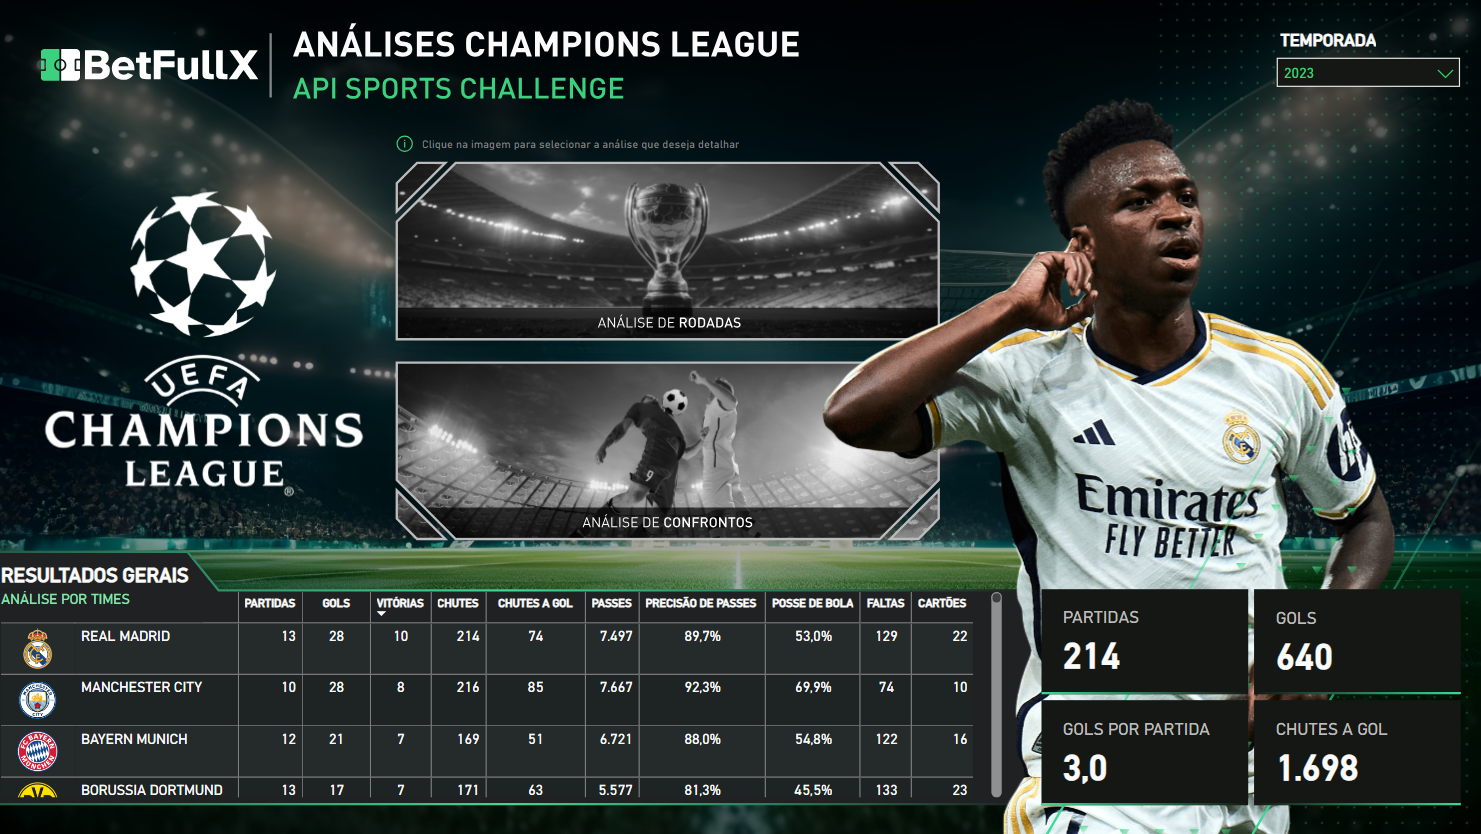 BetFullX
ANÁLISES CHAMPIONS LEAGUE
API SPORTS CHALLENGE
TEMPORADA
2023
Clique na imagem para selecionar a análise que deseja detalhar
ANÁLISE DE RODADAS
UEFA
CHAMPIONS
LEAGUE®
9
ANÁLISE DE CONFRONTOS
Emirates
FLY BETTER
RESULTADOS GERAIS
ANÁLISE POR TIMES
PARTIDAS GOLS VITÓRIAS CHUTES CHUTES A GOL PASSES PRECISÃO DE PASSES POSSE DE BOLA FALTAS CARTÕES
REAL MADRID 13 28 10 214 74 7.497 89,7% 53,0% 129 22
MANCHESTER CITY 10 28 8 216 85 7.667 92,3% 69,9% 74 10
BAYERN MUNICH 12 21 7 169 51 6.721 88,0% 54,8% 122 16
BORUSSIA DORTMUND 13 17 7 171 63 5.577 81,3% 45,5% 133 23
PARTIDAS
214
GOLS
640
GOLS POR PARTIDA
3,0
CHUTES A GOL
1.698